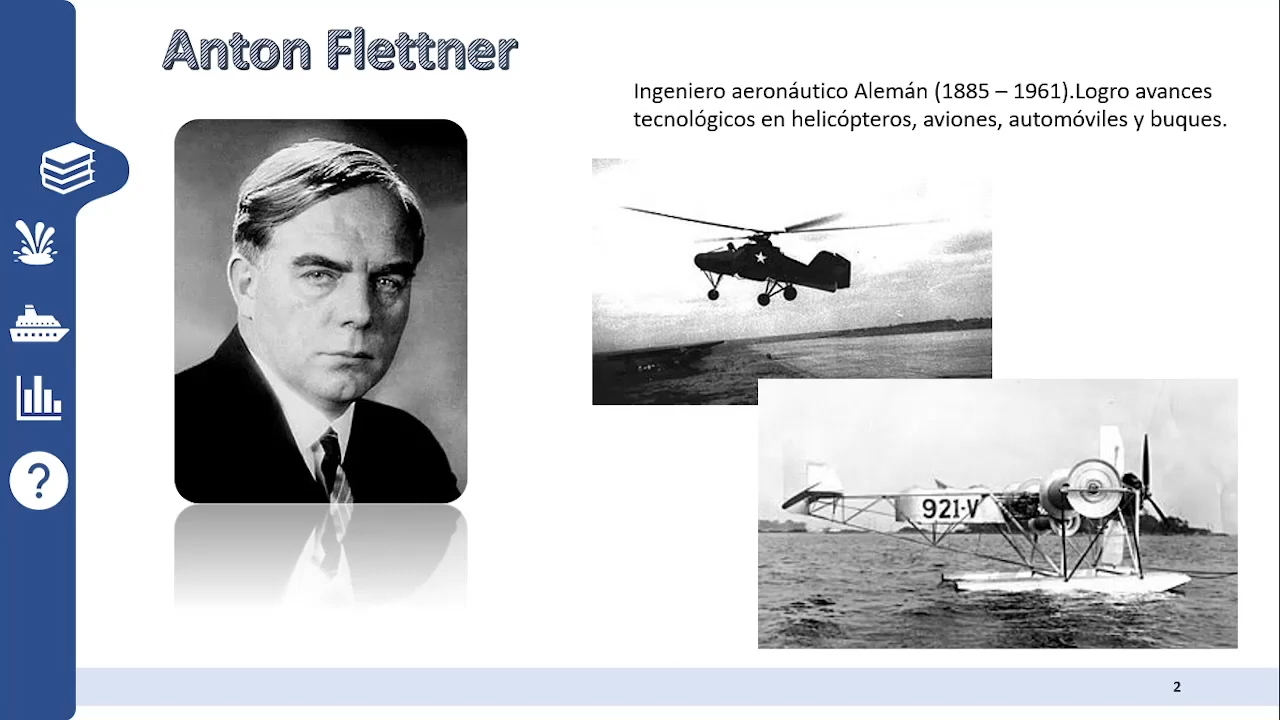 Anton Flettner
Ingeniero aeronáutico Alemán (1885 – 1961).Logro avances
tecnológicos en helicópteros, aviones, automóviles y buques.
921-V
2